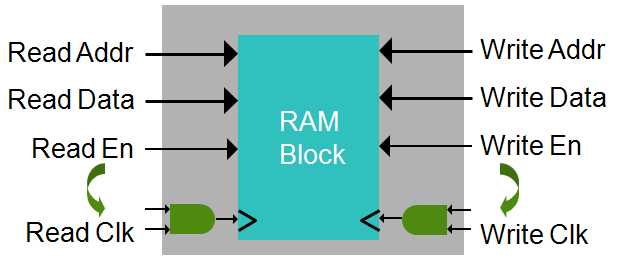 Read Addr
Read Data
Read En
Read Clk
RAM
Block
Write Addr
Write Data
Write En
Write Clk